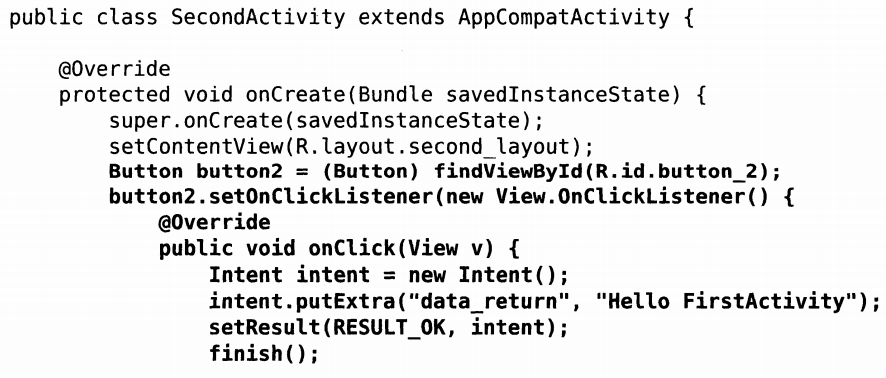 public class SecondActivity extends AppCompatActivity {
    @Override
    protected void onCreate(Bundle savedInstanceState) {
        super.onCreate(savedInstanceState);
        setContentView(R.layout.second_layout);
        Button button2 = (Button) findViewById(R.id.button_2);
        button2.setOnClickListener(new View.OnClickListener() {
            @Override
            public void onClick(View v) {
                Intent intent = new Intent();
                intent.putExtra("data_return", "Hello FirstActivity");
                setResult(RESULT_OK, intent);
                finish();